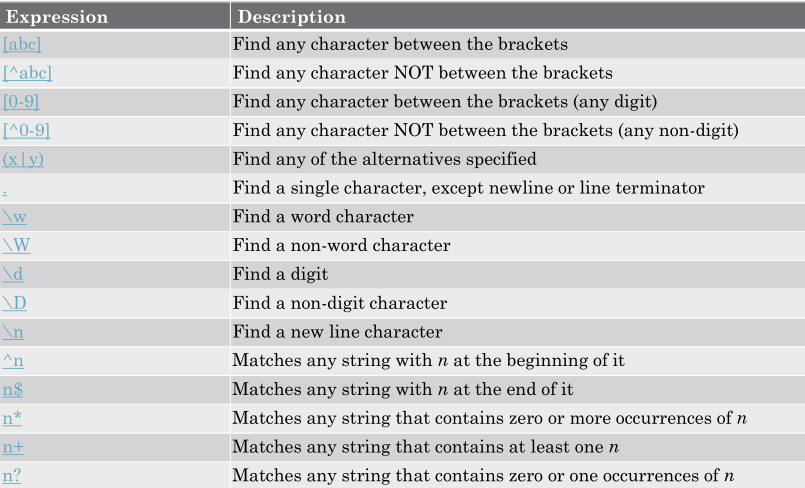 Expression Description
[abc] Find any character between the brackets
[^abc] Find any character NOT between the brackets
[0-9] Find any character between the brackets (any digit)
[^0-9] Find any character NOT between the brackets (any non-digit)
(x|y) Find any of the alternatives specified
. Find a single character, except newline or line terminator
\w Find a word character
\W Find a non-word character
\d Find a digit
\D Find a non-digit character
\n Find a new line character
^n Matches any string with n at the beginning of it
n$ Matches any string with n at the end of it
n* Matches any string that contains zero or more occurrences of n
n+ Matches any string that contains at least one n
n? Matches any string that contains zero or one occurrences of n